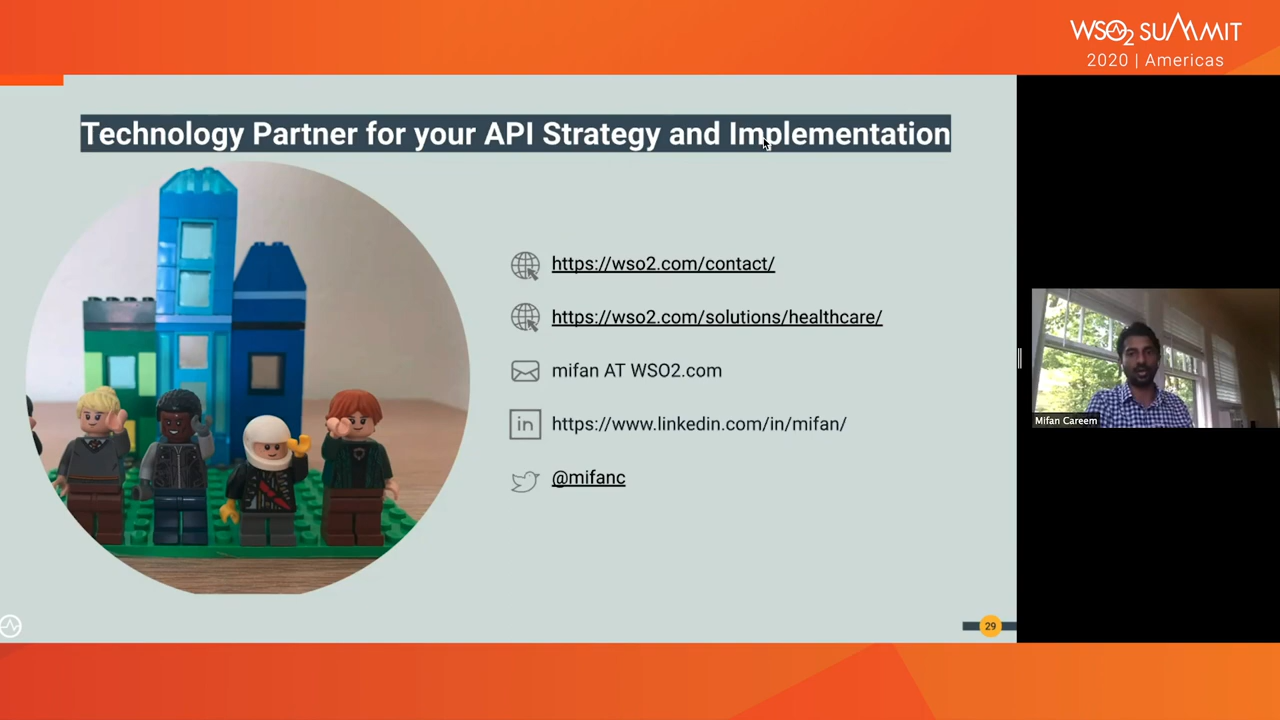 WSO2 SUMMIT
2020 | Americas
Technology Partner for your API Strategy and Implementation
https://wso2.com/contact/
https://wso2.com/solutions/healthcare/
mifan AT WSO2.com
in https://www.linkedin.com/in/mifan/
@mifanc
Mifan Careem
29